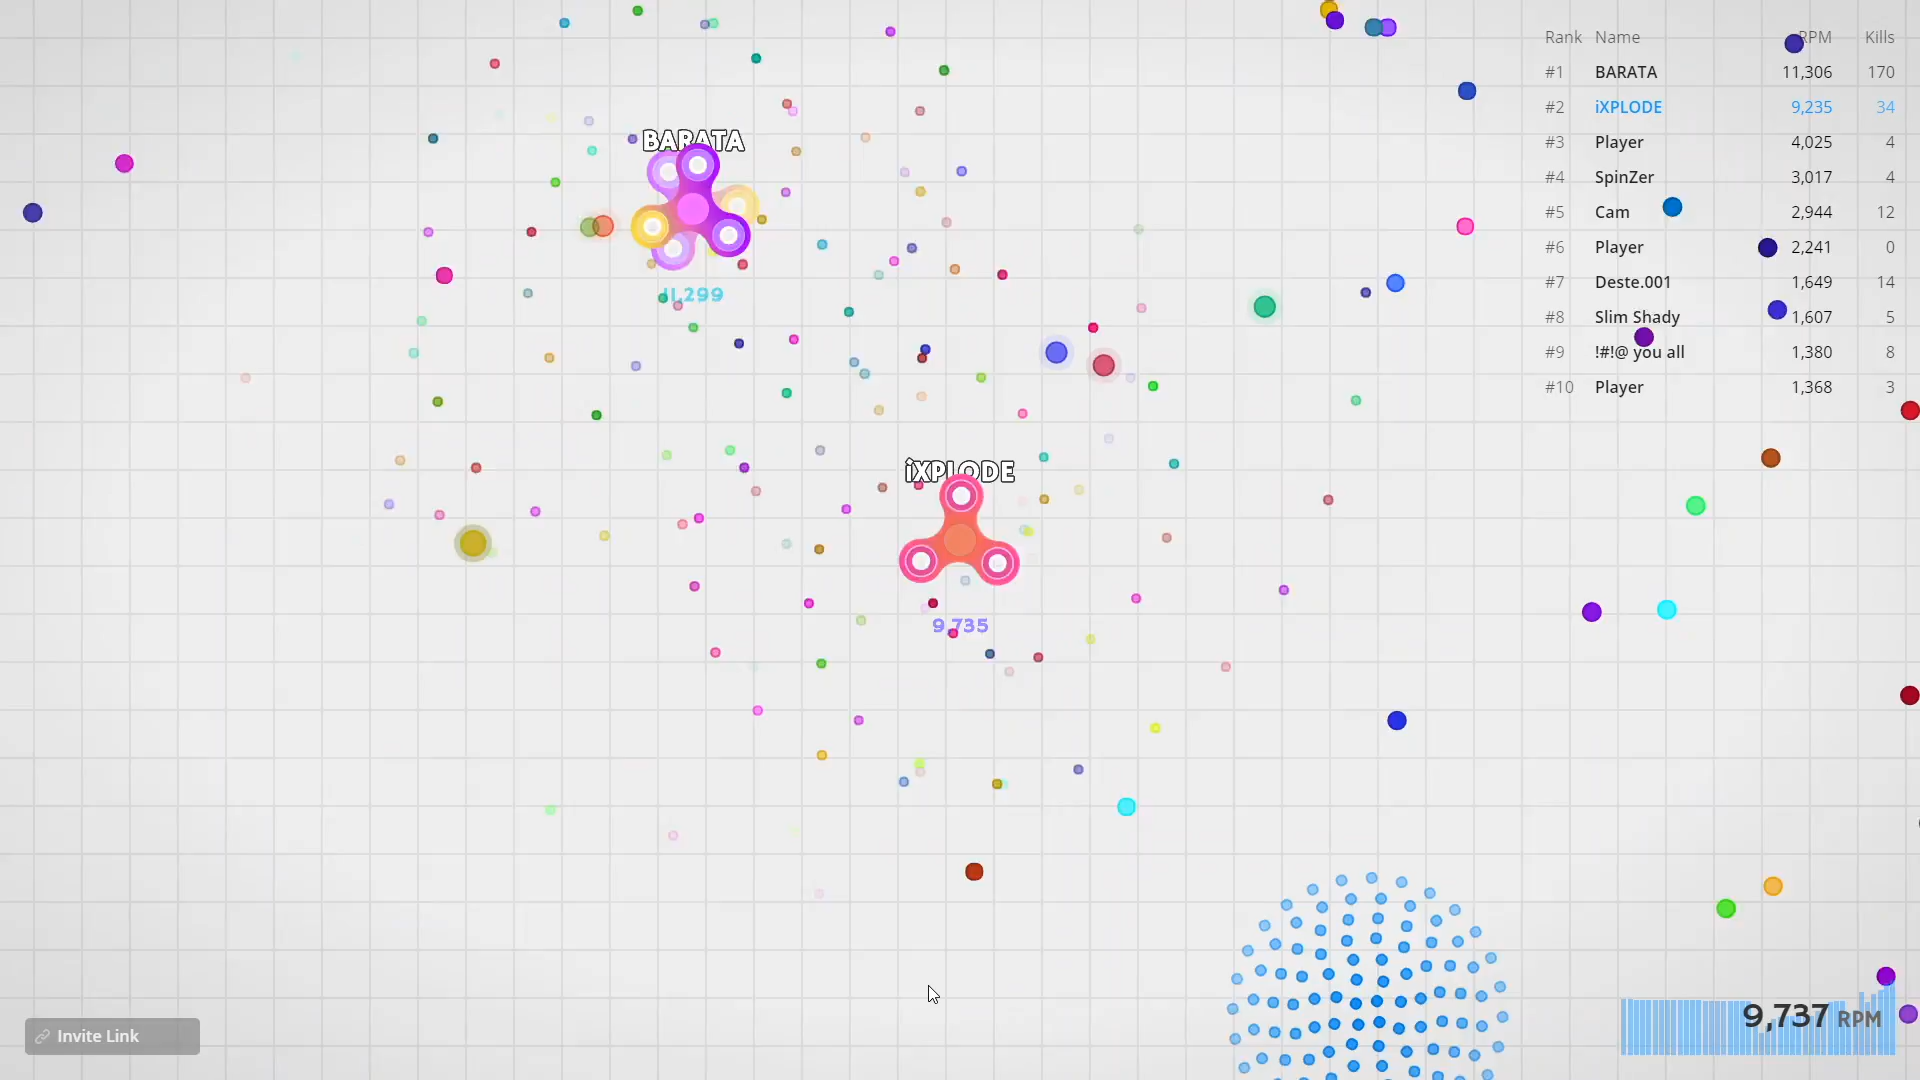 Rank Name RPM Kills
#1 BARATA 11,306 170
#2 iXPLODE 9,235 34
#3 Player 4,025 4
#4 SpinZer 3,017 4
#5 Cam 2,944 12
#6 Player 2,241 0
#7 Deste.001 1,649 14
#8 Slim Shady 1,607 5
#9 !#!@ you all 1,380 8
#10 Player 1,368 3
BARATA
11,299
iXPLODE
9,735
Invite Link
9,737 RPM